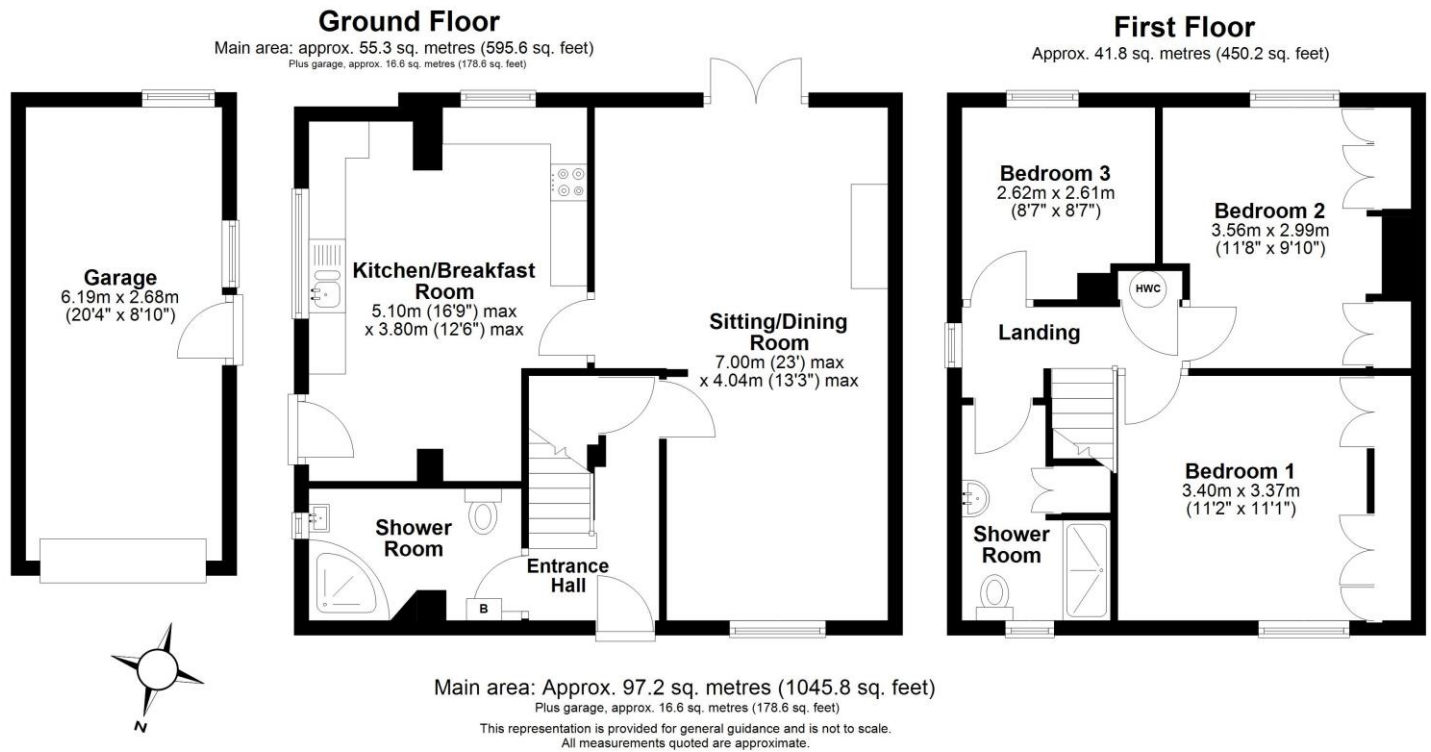 Ground Floor
Main area: approx. 55.3 sq. metres (595.6 sq. feet)
Plus garage, approx. 16.6 sq. metres (178.6 sq. feet)
First Floor
Approx. 41.8 sq. metres (450.2 sq. feet)
Garage
6.19m x 2.68m
(20'4" x 8'10")
Kitchen/Breakfast
Room
5.10m (16'9") max
x 3.80m (12'6") max
Sitting/Dining
Room
7.00m (23') max
x 4.04m (13'3") max
Shower
Room
B
Entrance
Hall
Bedroom 3
2.62m x 2.61m
(8'7" x 8'7")
Bedroom 2
3.56m x 2.99m
(11'8" x 9'10")
HWC
Landing
Bedroom 1
3.40m x 3.37m
(11'2" x 11'1")
Shower
Room
N
Main area: Approx. 97.2 sq. metres (1045.8 sq. feet)
Plus garage, approx. 16.6 sq. metres (178.6 sq. feet)
This representation is provided for general guidance and is not to scale.
All measurements quoted are approximate.